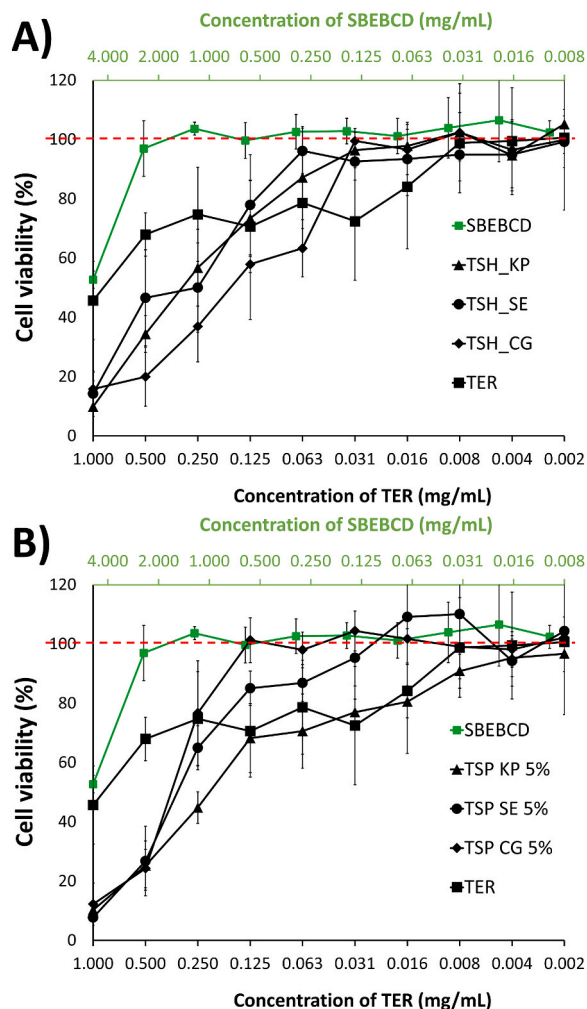 A)
Concentration of SBEBCD (mg/mL)
4.000 2.000 1.000 0.500 0.250 0.125 0.063 0.031 0.016 0.008
120
100
80
60
40
20
0
Cell viability (%)
SBEBCD
TSH_KP
TSH_SE
TSH_CG
TER
1.000 0.500 0.250 0.125 0.063 0.031 0.016 0.008 0.004 0.002
Concentration of TER (mg/mL)
B)
Concentration of SBEBCD (mg/mL)
4.000 2.000 1.000 0.500 0.250 0.125 0.063 0.031 0.016 0.008
120
100
80
60
40
20
0
Cell viability (%)
SBEBCD
TSP KP 5%
TSP SE 5%
TSP CG 5%
TER
1.000 0.500 0.250 0.125 0.063 0.031 0.016 0.008 0.004 0.002
Concentration of TER (mg/mL)